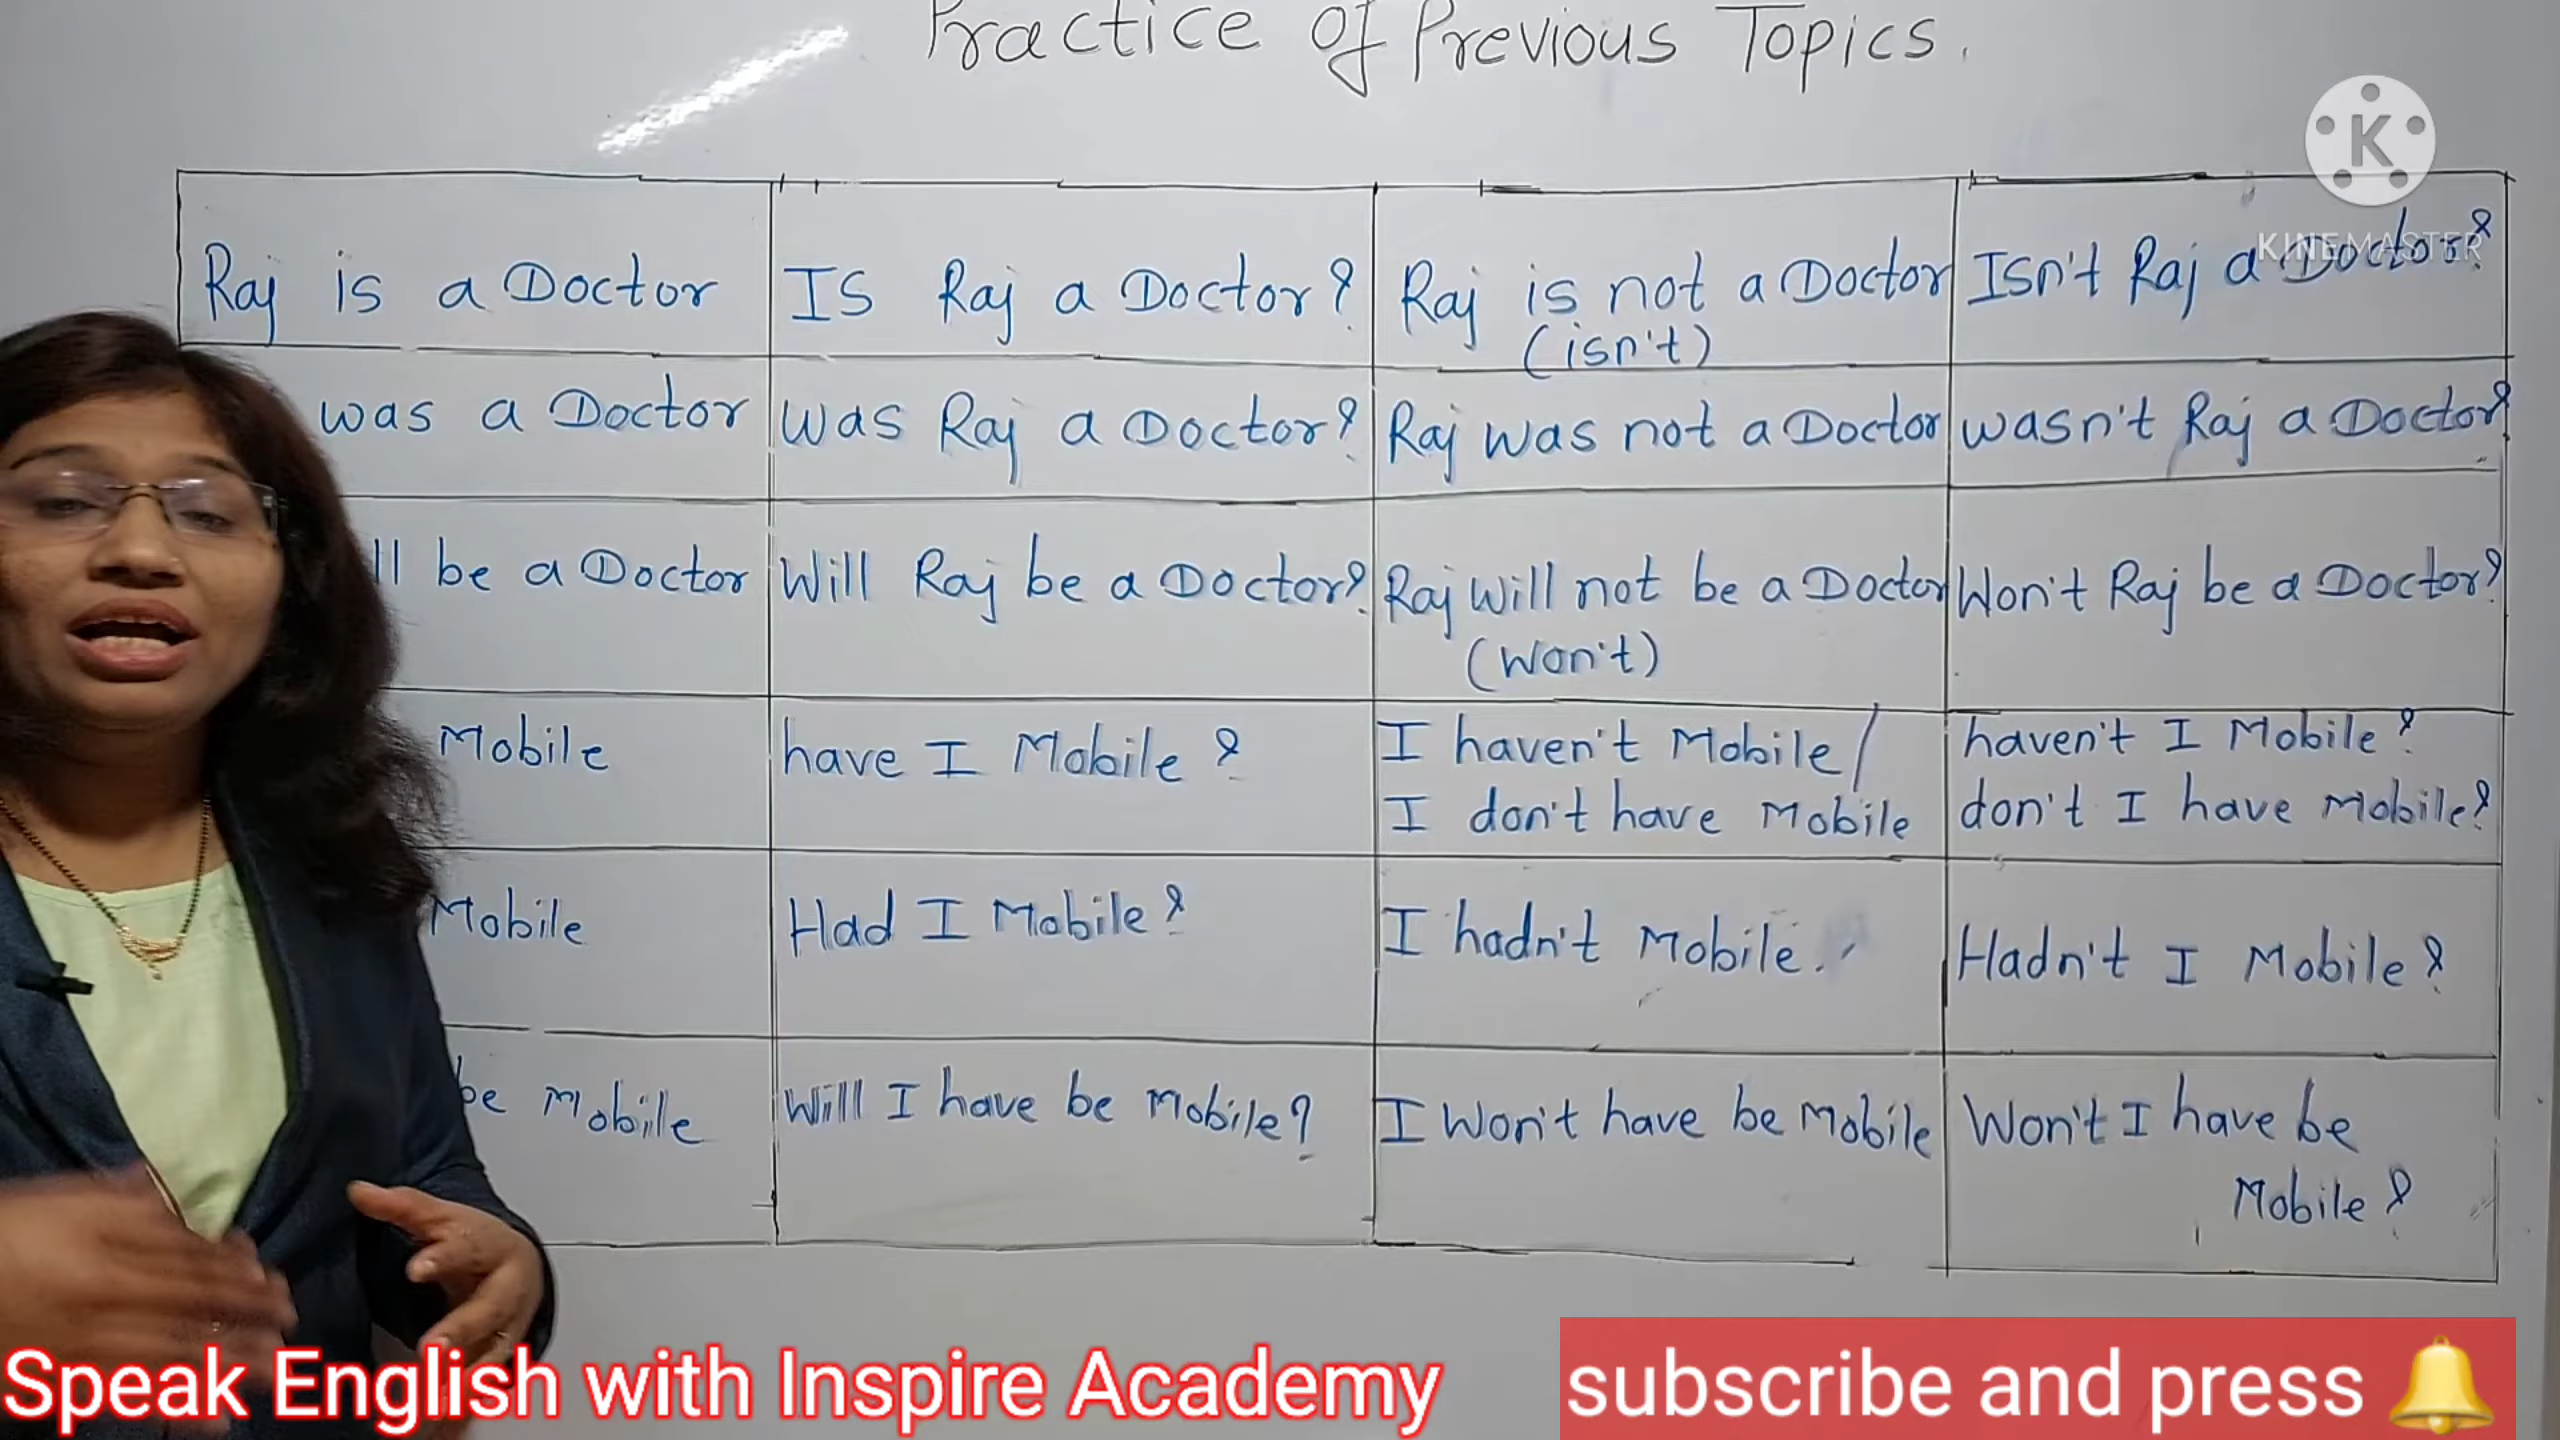 Practice of Previous Topics.
K
KINEMASTER
Raj is a Doctor
Is Raj a Doctor?
Raj is not a Doctor
(isn't)
Isn't Raj a Doctor?
was a Doctor
Was Raj a Doctor?
Raj was not a Doctor
wasn't Raj a Doctor?
ll be a Doctor
Will Raj be a Doctor?
Raj will not be a Doctor
(Won't)
Won't Raj be a Doctor?
Mobile
have I Mobile?
I haven't Mobile/
I don't have Mobile
haven't I Mobile?
don't I have Mobile?
Mobile
Had I Mobile?
I hadn't Mobile.
Hadn't I Mobile?
be Mobile
Will I have be Mobile?
I Won't have be Mobile
Won't I have be
Mobile?
Speak English with Inspire Academy
subscribe and press